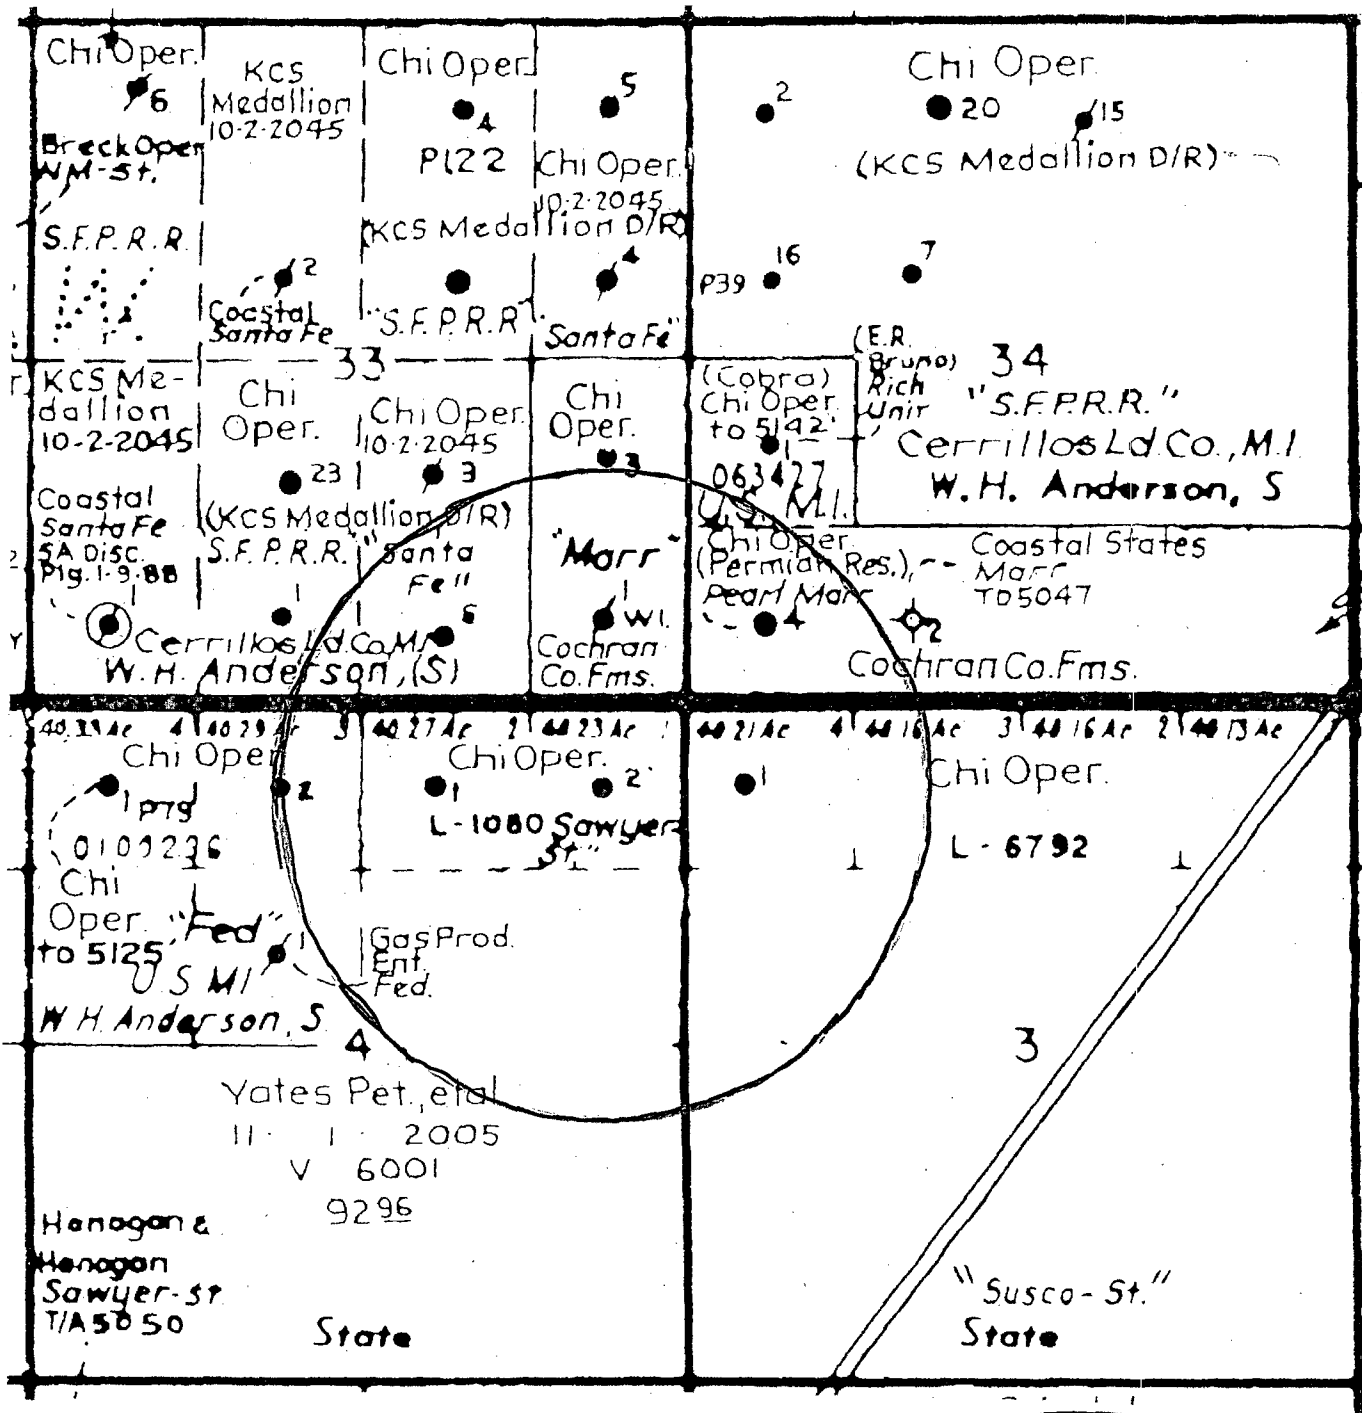 Chi Oper.
6
Breck Oper
NM-St.
S.F.P.R.R.
KCS
Medallion
10-2-2045
2
Coastal
Santa Fe
Chi Oper.
4
P122
(KCS Medallion D/R)
"S.F.P.R.R."
5
Chi Oper.
10-2-2045
4
Santa Fe"
33
Chi Oper.
2
20
15
(KCS Medallion D/R)
16
P39
7
(E.R.
Bruno)
Rich
Unit
34
"S.F.P.R.R."
Cerrillos Ld. Co., M.I.
W. H. Anderson, S
KCS Me-
dallion
10-2-2045
Coastal
Santa Fe
SA Disc.
1
Chi
Oper.
23
(KCS Medallion D/R)
S.F.P.R.R.
1
Chi Oper.
10-2-2045
3
"Santa
Fe"
6
Cerrillos Ld. Co., M.I.
W. H. Anderson, (S)
Chi
Oper.
3
"Marr"
1
W.I.
Cochran
Co. Fms.
(Cobra)
Chi Oper.
to 5142
1
063427
U.S. M.I.
Chi Oper.
(Permian Res.)
Pearl Marr
4
Coastal States
Marr
TD5047
2
Cochran Co. Fms.
4 40.29 Ac 3 40.27 Ac 2 40.23 Ac 1 40.21 Ac 4 40.16 Ac 3 40.16 Ac 2 40.13 Ac
Chi Oper
1
P79
2
Chi
Oper.
to 5125
"Fed"
1
U S MI
W H Anderson, S
Chi Oper.
1
2
L-1080 Sawyer
St"
1
Chi Oper.
L-6792
Gas Prod.
Ent.
Fed.
4
3
Yates Pet., etal
11 - 1 - 2005
V 6001
92 96
Hanagan &
Hanagan
Sawyer-St
T/A 5050
State
"Susco-St."
State